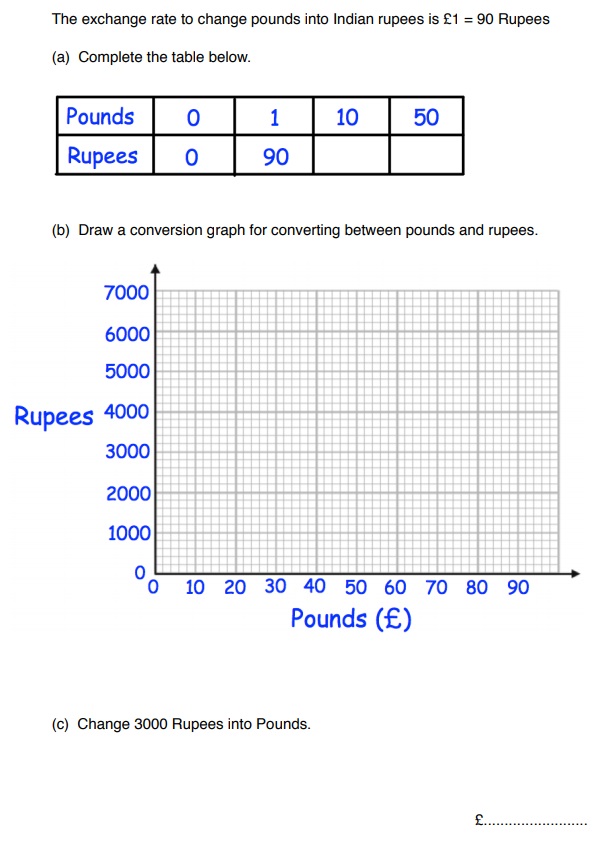 The exchange rate to change pounds into Indian rupees is £1 = 90 Rupees
(a) Complete the table below.
Pounds 0 1 10 50
Rupees 0 90
(b) Draw a conversion graph for converting between pounds and rupees.
7000
6000
5000
Rupees 4000
3000
2000
1000
0
0 10 20 30 40 50 60 70 80 90
Pounds (£)
(c) Change 3000 Rupees into Pounds.
£..........................